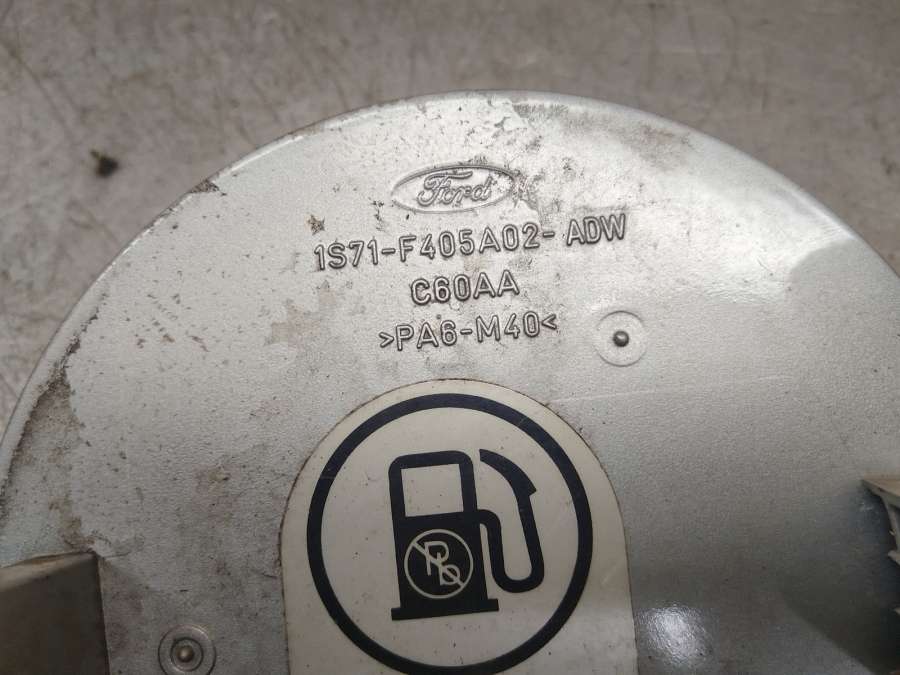 Ford
1S71-F405A02-ADW
C60AA
>PA6-M40<
Pb